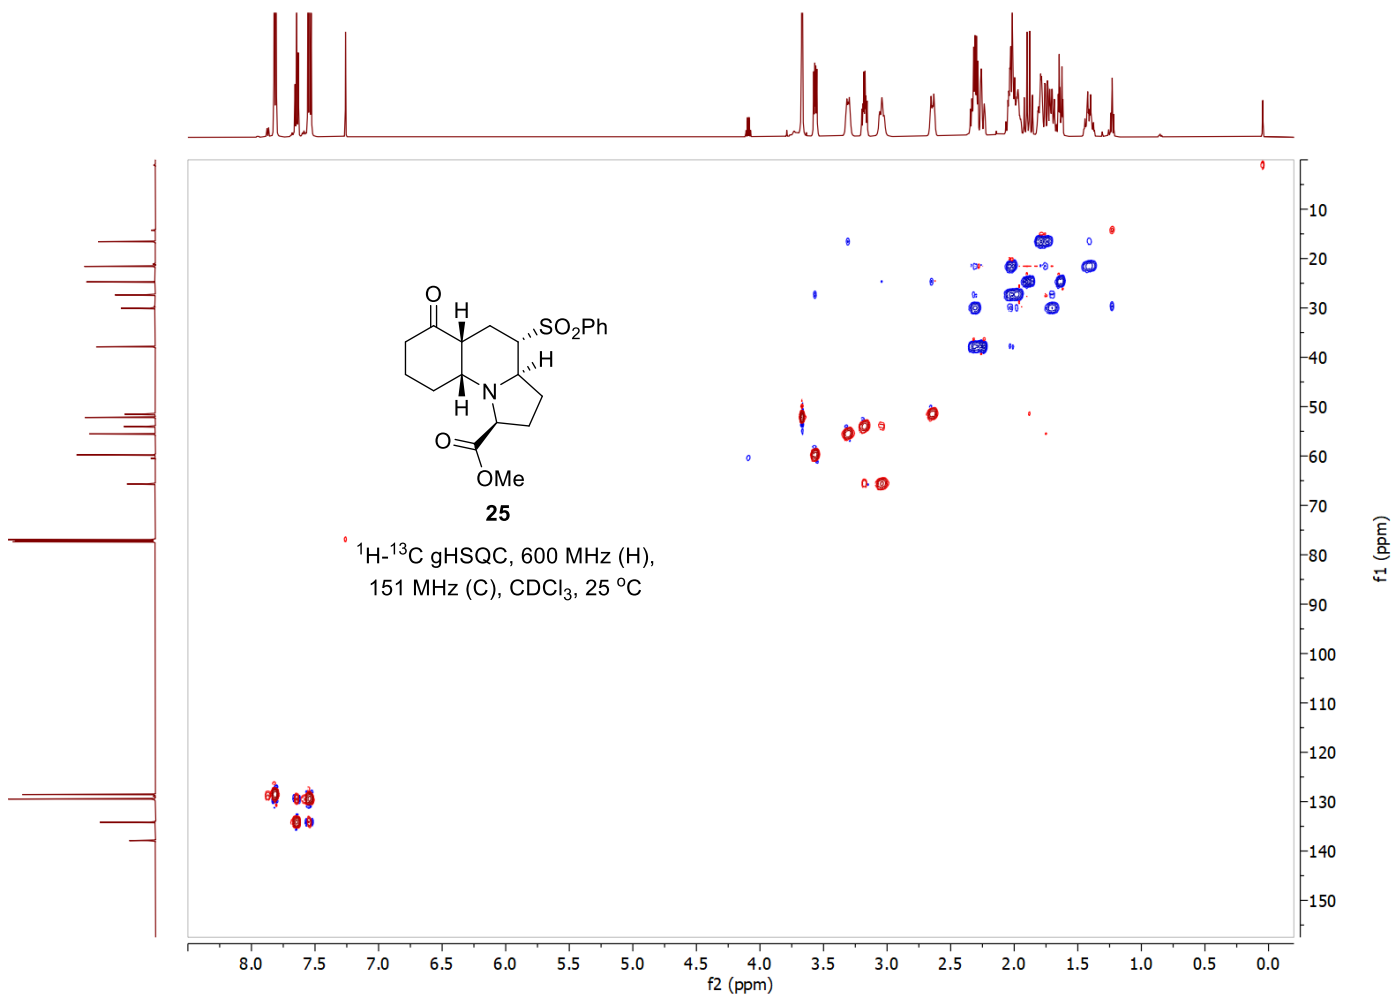 O
H
SO2Ph
H
N
H
O
OMe
25
1H-13C gHSQC, 600 MHz (H),
151 MHz (C), CDCl3, 25 oC
10
20
30
40
50
60
70
80
90
100
110
120
130
140
150
f1 (ppm)
8.0 7.5 7.0 6.5 6.0 5.5 5.0 4.5 4.0 3.5 3.0 2.5 2.0 1.5 1.0 0.5 0.0
f2 (ppm)